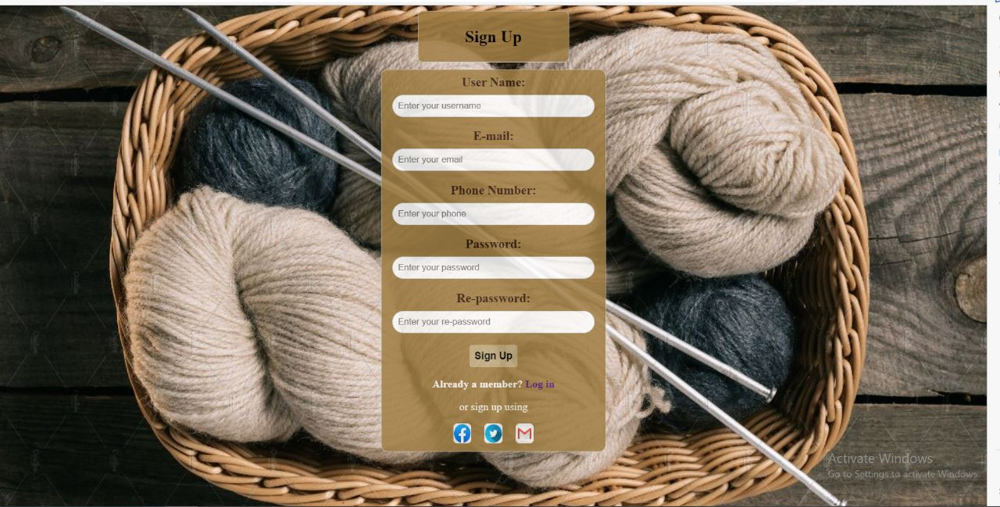 Sign Up
User Name:
Enter your username
E-mail:
Enter your email
Phone Number:
Enter your phone
Password:
Enter your password
Re-password:
Enter your re-password
Sign Up
Already a member? Log in
or sign up using
Activate Windows
Go to Settings to activate Windows.